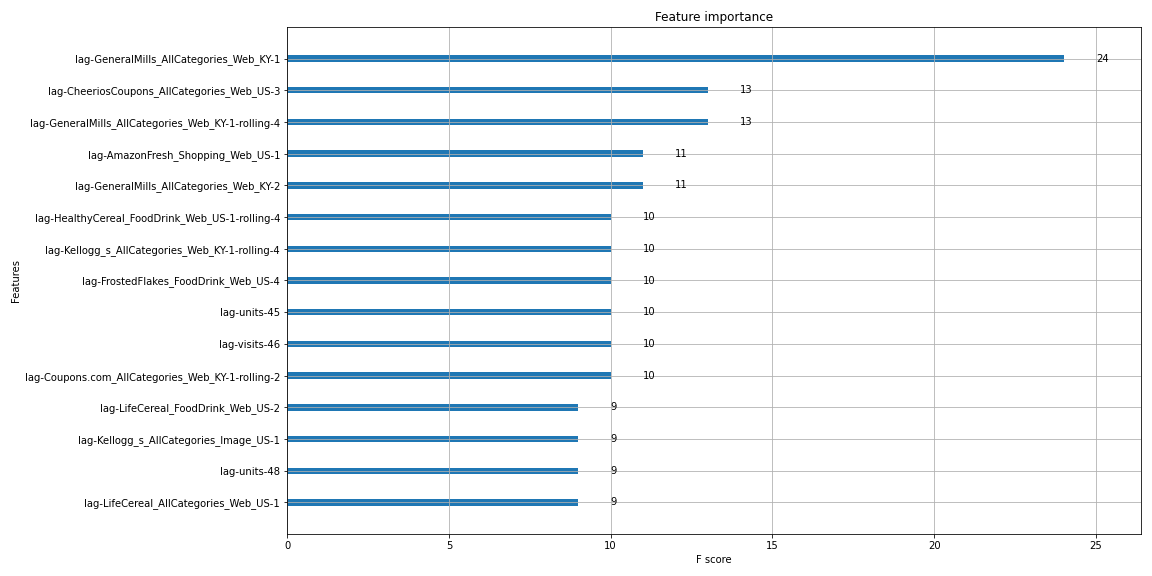 Feature importance
lag-GeneralMills_AllCategories_Web_KY-1
24
lag-CheeriosCoupons_AllCategories_Web_US-3
13
lag-GeneralMills_AllCategories_Web_KY-1-rolling-4
13
lag-AmazonFresh_Shopping_Web_US-1
11
lag-GeneralMills_AllCategories_Web_KY-2
11
lag-HealthyCereal_FoodDrink_Web_US-1-rolling-4
10
lag-Kellogg_s_AllCategories_Web_KY-1-rolling-4
10
lag-FrostedFlakes_FoodDrink_Web_US-4
10
lag-units-45
10
lag-visits-46
10
lag-Coupons.com_AllCategories_Web_KY-1-rolling-2
10
lag-LifeCereal_FoodDrink_Web_US-2
9
lag-Kellogg_s_AllCategories_Image_US-1
9
lag-units-48
9
lag-LifeCereal_AllCategories_Web_US-1
9
Features
0 5 10 15 20 25
F score